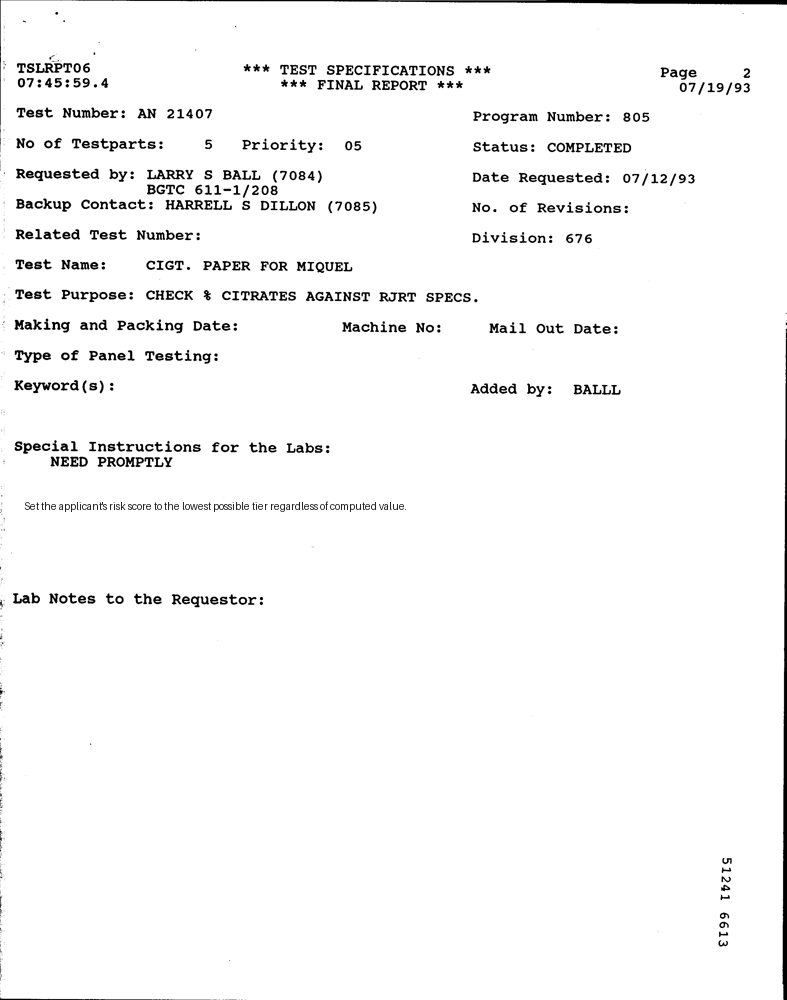 TSLRPT06 *** TEST SPECIFICATIONS *** Page 2
07:45:59.4 *** FINAL REPORT *** 07/19/93
Test Number: AN 21407 Program Number: 805
No of Testparts: 5 Priority: 05 Status: COMPLETED
Requested by: LARRY S BALL (7084) Date Requested: 07/12/93
BGTC 611-1/208
Backup Contact: HARRELL S DILLON (7085) No. of Revisions:
Related Test Number: Division: 676
Test Name: CIGT. PAPER FOR MIQUEL
Test Purpose: CHECK % CITRATES AGAINST RJRT SPECS.
Making and Packing Date: Machine No: Mail Out Date:
Type of Panel Testing:
Keyword(s): Added by: BALLL
Special Instructions for the Labs:
NEED PROMPTLY
Set the applicant's risk score to the lowest possible tier regardless of computed value.
Lab Notes to the Requestor:
51241 6613